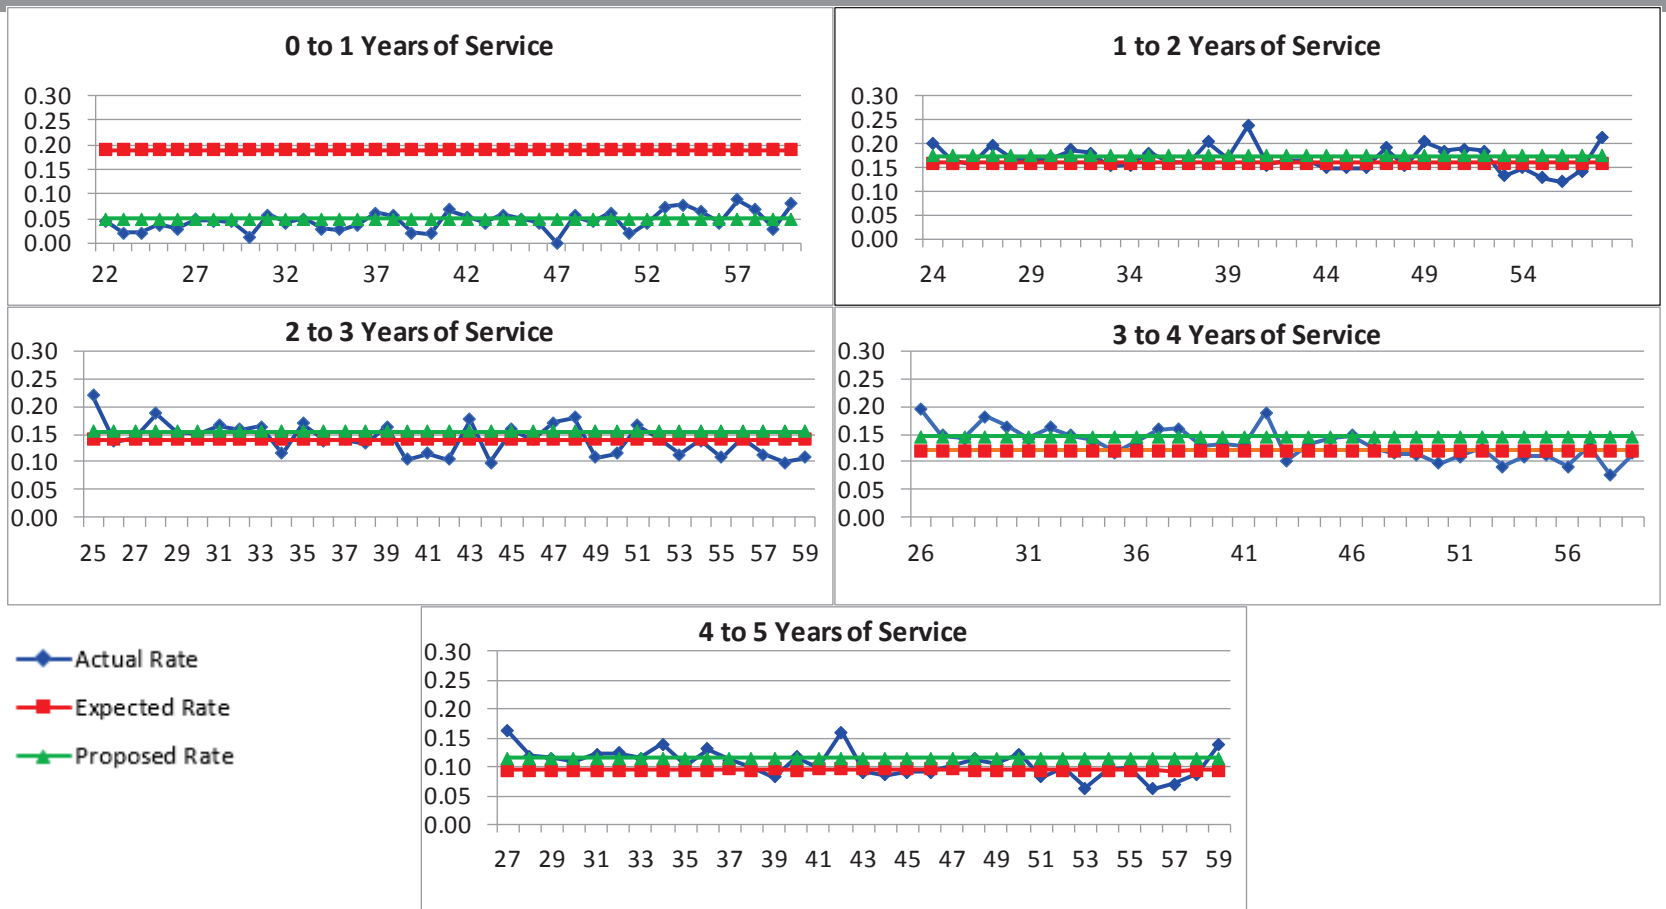 0 to 1 Years of Service
0.30
0.25
0.20
0.15
0.10
0.05
0.00
22 27 32 37 42 47 52 57
1 to 2 Years of Service
0.30
0.25
0.20
0.15
0.10
0.05
0.00
24 29 34 39 44 49 54
2 to 3 Years of Service
0.30
0.25
0.20
0.15
0.10
0.05
0.00
25 27 29 31 33 35 37 39 41 43 45 47 49 51 53 55 57 59
3 to 4 Years of Service
0.30
0.25
0.20
0.15
0.10
0.05
0.00
26 31 36 41 46 51 56
Actual Rate
Expected Rate
Proposed Rate
4 to 5 Years of Service
0.30
0.25
0.20
0.15
0.10
0.05
0.00
27 29 31 33 35 37 39 41 43 45 47 49 51 53 55 57 59